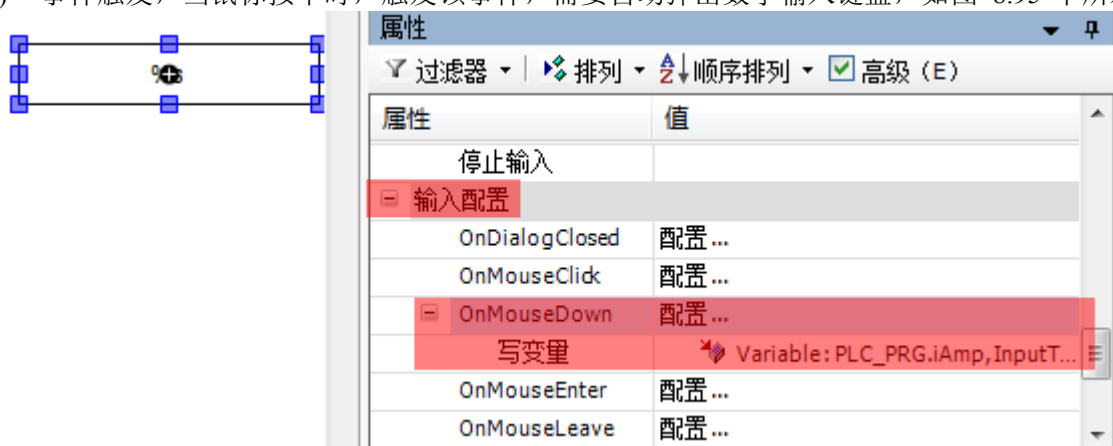 属性
过滤器 排列 顺序排列 高级（E）
属性 值
停止输入
输入配置
OnDialogClosed 配置...
OnMouseClick 配置...
OnMouseDown 配置...
写变量 Variable: PLC_PRG.iAmp, InputT...
OnMouseEnter 配置...
OnMouseLeave 配置...